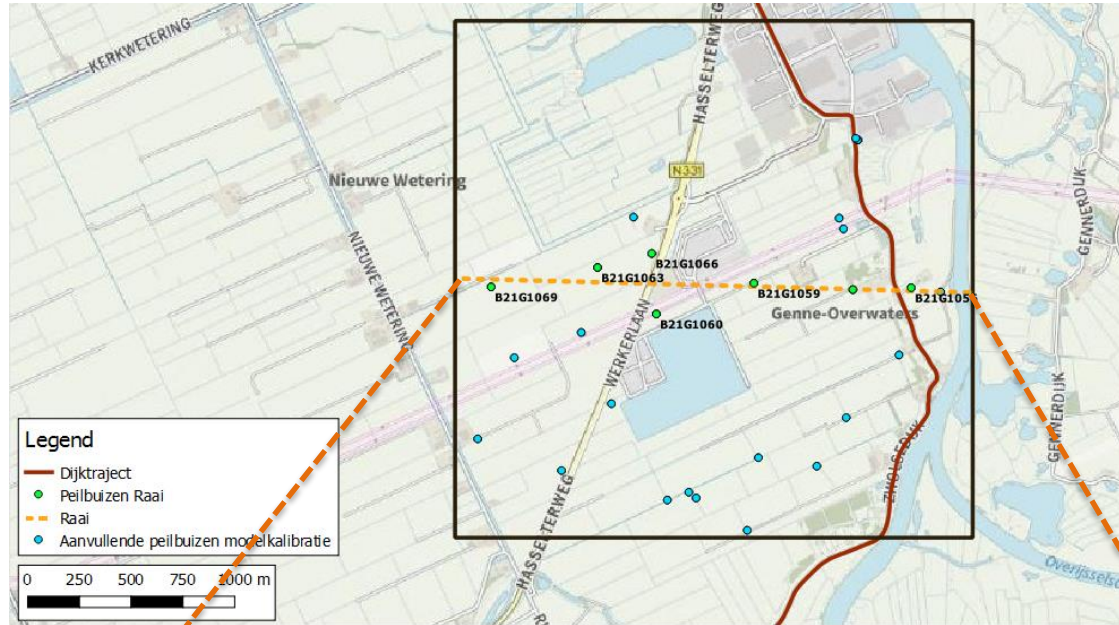 KERKWETERING
HASSELTERWEG
N331
Nieuwe Wetering
GENNERDIJK
NIEUWE WETERING
B21G1066
B21G1063
B21G1069
B21G1059
B21G105
Genne-Overwaters
B21G1060
WERKERLAAN
GENNERDIJK
ZWOLSEDIJK
HASSELTERWEG
Overijsselse
Legend
Dijktraject
Peilbuizen Raai
Raai
Aanvullende peilbuizen modelkalibratie
0 250 500 750 1000 m